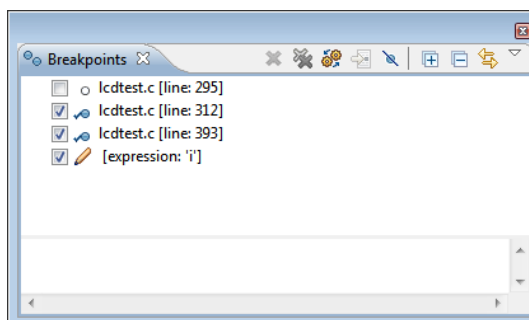 Breakpoints
lcdtest.c [line: 295]
lcdtest.c [line: 312]
lcdtest.c [line: 393]
[expression: 'i']